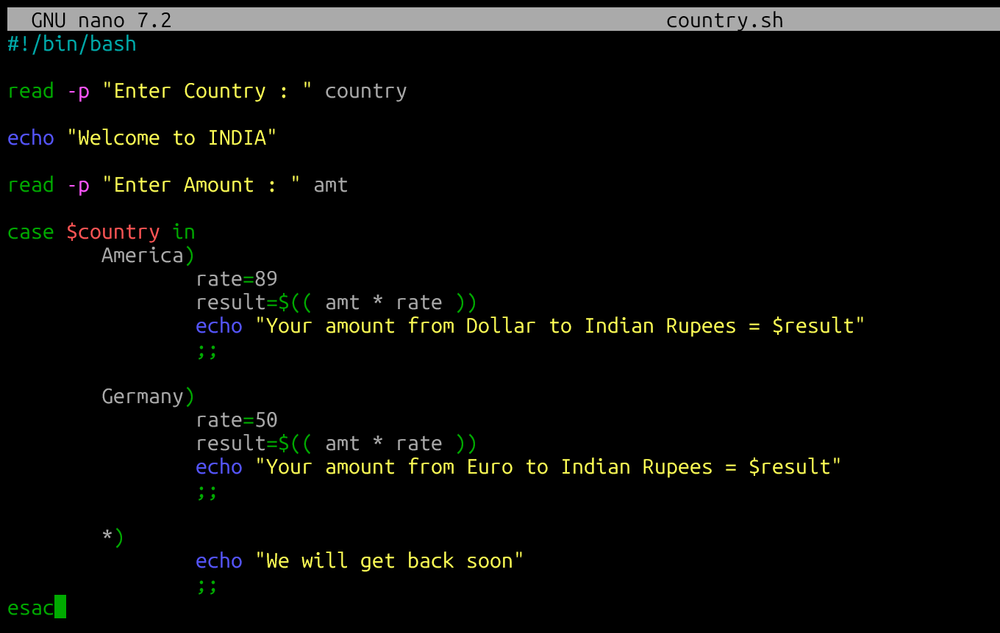 GNU nano 7.2 country.sh
#!/bin/bash
read -p "Enter Country : " country
echo "Welcome to INDIA"
read -p "Enter Amount : " amt
case $country in
America)
rate=89
result=$(( amt * rate ))
echo "Your amount from Dollar to Indian Rupees = $result"
;;
Germany)
rate=50
result=$(( amt * rate ))
echo "Your amount from Euro to Indian Rupees = $result"
;;
*)
echo "We will get back soon"
;;
esac